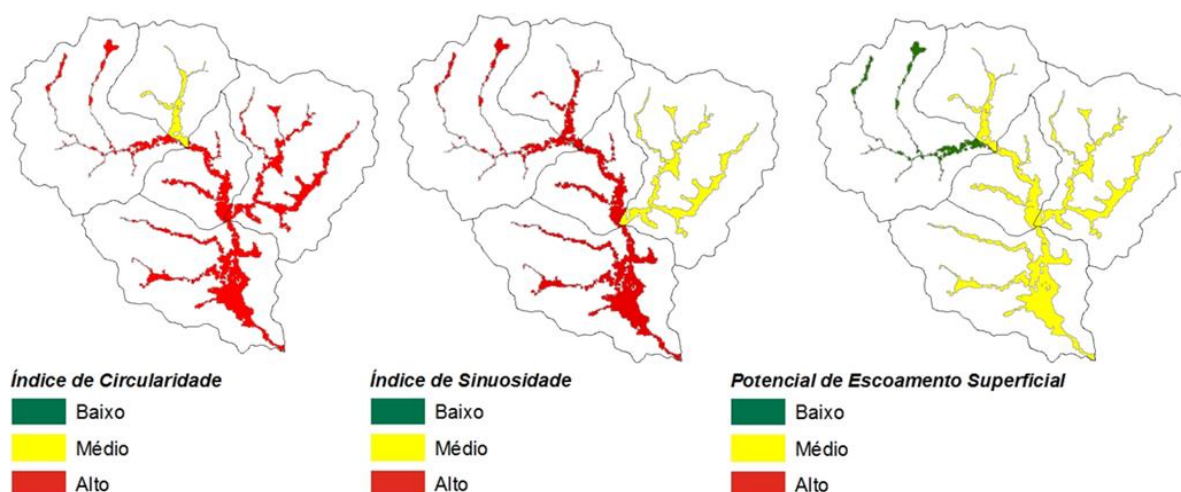 Índice de Circularidade
Baixo
Médio
Alto
Índice de Sinuosidade
Baixo
Médio
Alto
Potencial de Escoamento Superficial
Baixo
Médio
Alto